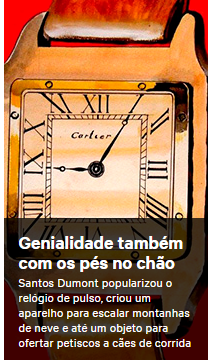 XII
Cartier
Genialidade também
com os pés no chão
Santos Dumont popularizou o
relógio de pulso, criou um
aparelho para escalar montanhas
de neve e até um objeto para
ofertar petiscos a cães de corrida